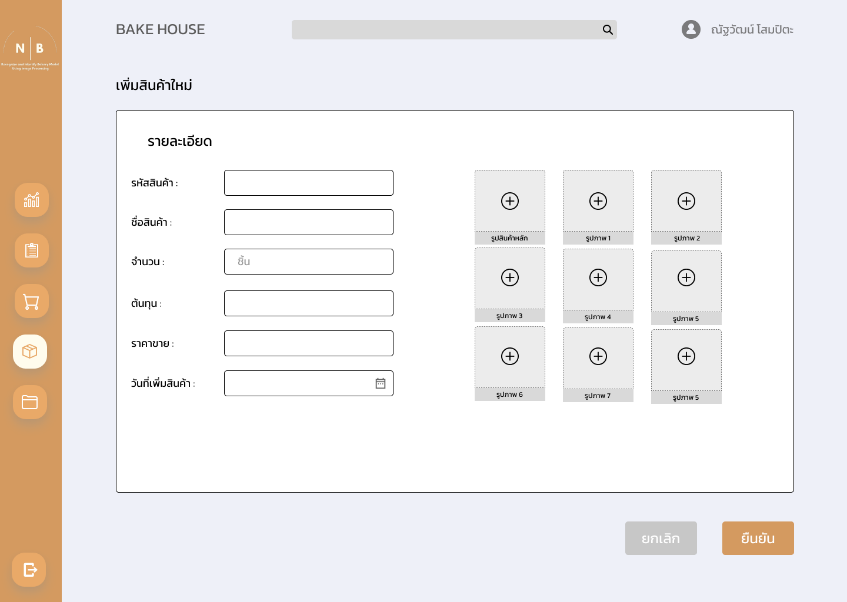 BAKE HOUSE
ณัฐวัฒน์ โสมปิตะ
N | B
เพิ่มสินค้าใหม่
รายละเอียด
รหัสสินค้า :
ชื่อสินค้า :
จำนวน :
ชิ้น
ต้นทุน :
ราคาขาย :
วันที่เพิ่มสินค้า :
รูปสินค้าหลัก
รูปภาพ 1
รูปภาพ 2
รูปภาพ 3
รูปภาพ 4
รูปภาพ 5
รูปภาพ 6
รูปภาพ 7
รูปภาพ 5
ยกเลิก
ยืนยัน